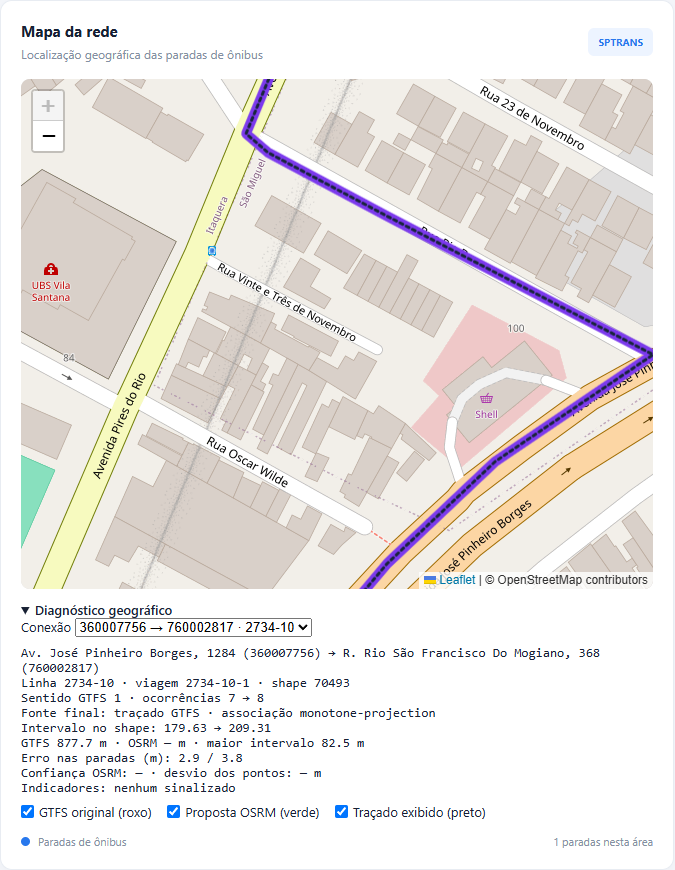 Mapa da rede
Localização geográfica das paradas de ônibus
SPTRANS
+
−
Rua 23 de Novembro
São Miguel
Itaquera
Rua Vinte e Três de Novembro
UBS Vila
Santana
84
100
Shell
Avenida Pires do Rio
Rua Oscar Wilde
José Pinheiro Borges
Leaflet | © OpenStreetMap contributors
▼ Diagnóstico geográfico
Conexão 360007756 → 760002817 · 2734-10
Av. José Pinheiro Borges, 1284 (360007756) → R. Rio São Francisco Do Mogiano, 368
(760002817)
Linha 2734-10 · viagem 2734-10-1 · shape 70493
Sentido GTFS 1 · ocorrências 7 → 8
Fonte final: traçado GTFS · associação monotone-projection
Intervalo no shape: 179.63 → 209.31
GTFS 877.7 m · OSRM — m · maior intervalo 82.5 m
Erro nas paradas (m): 2.9 / 3.8
Confiança OSRM: — · desvio dos pontos: — m
Indicadores: nenhum sinalizado
GTFS original (roxo) Proposta OSRM (verde) Traçado exibido (preto)
Paradas de ônibus
1 paradas nesta área